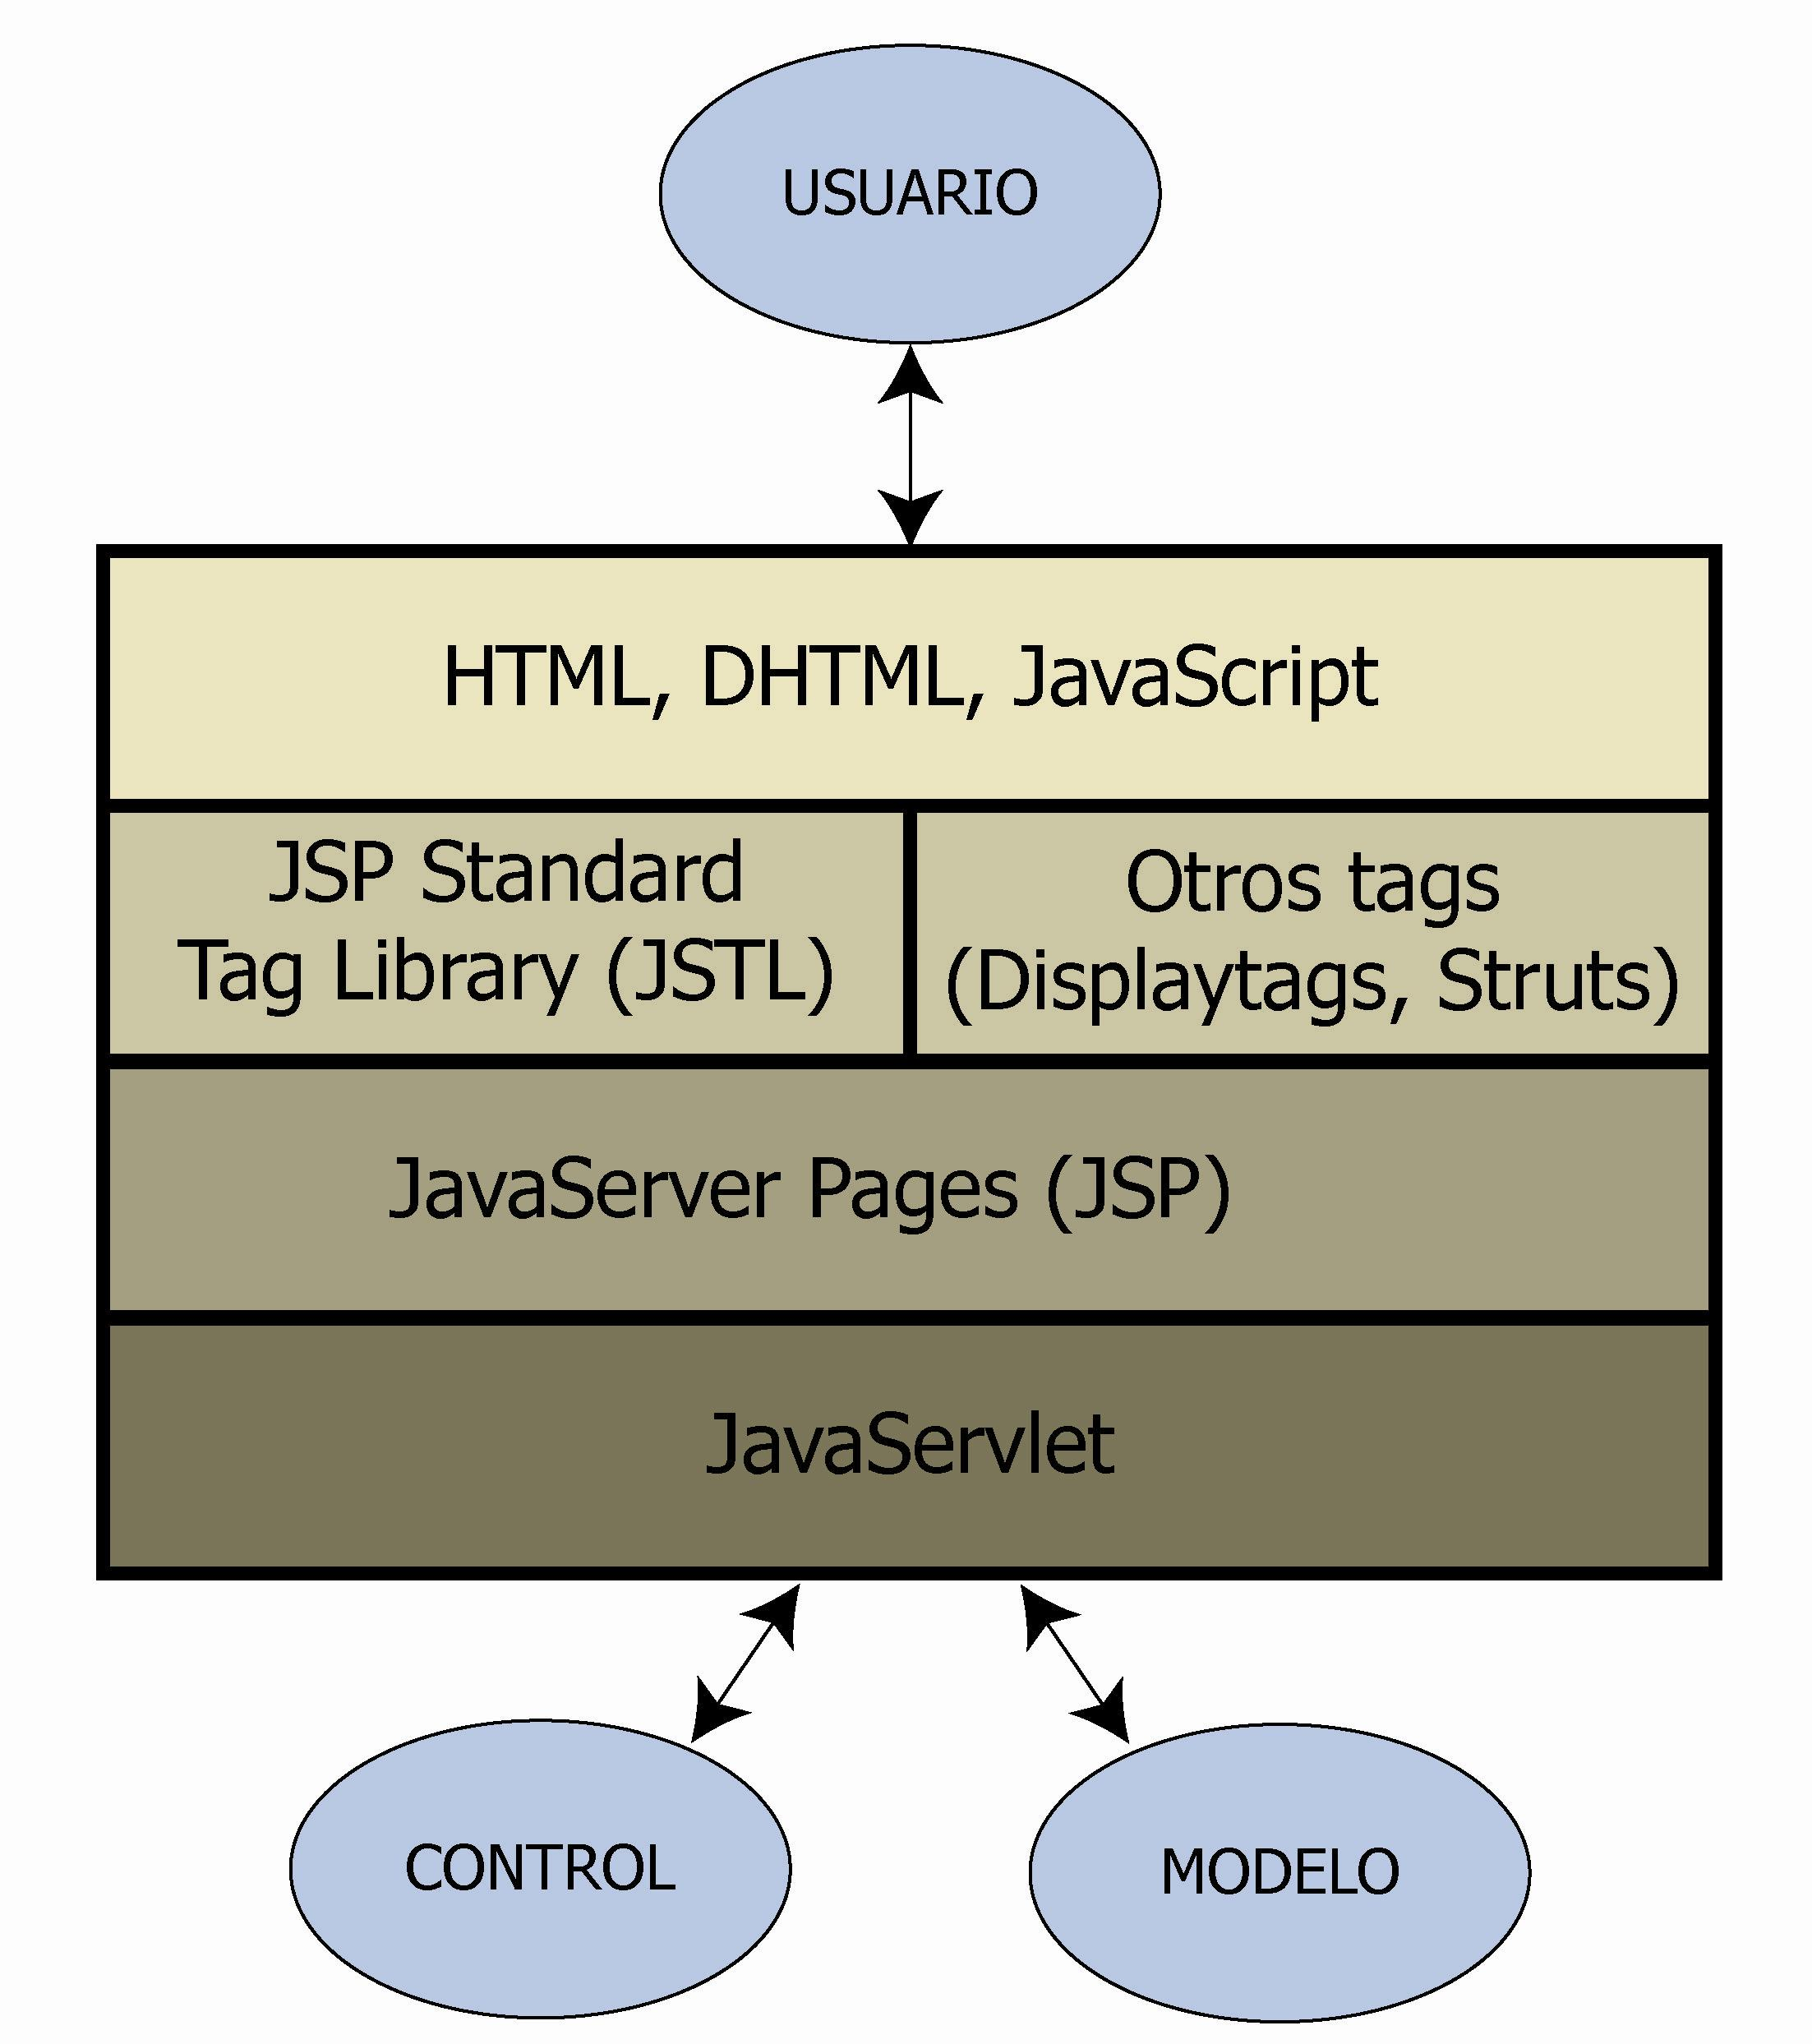 USUARIO
HTML, DHTML, JavaScript
JSP Standard
Tag Library (JSTL)
Otros tags
(Displaytags, Struts)
JavaServer Pages (JSP)
JavaServlet
CONTROL
MODELO